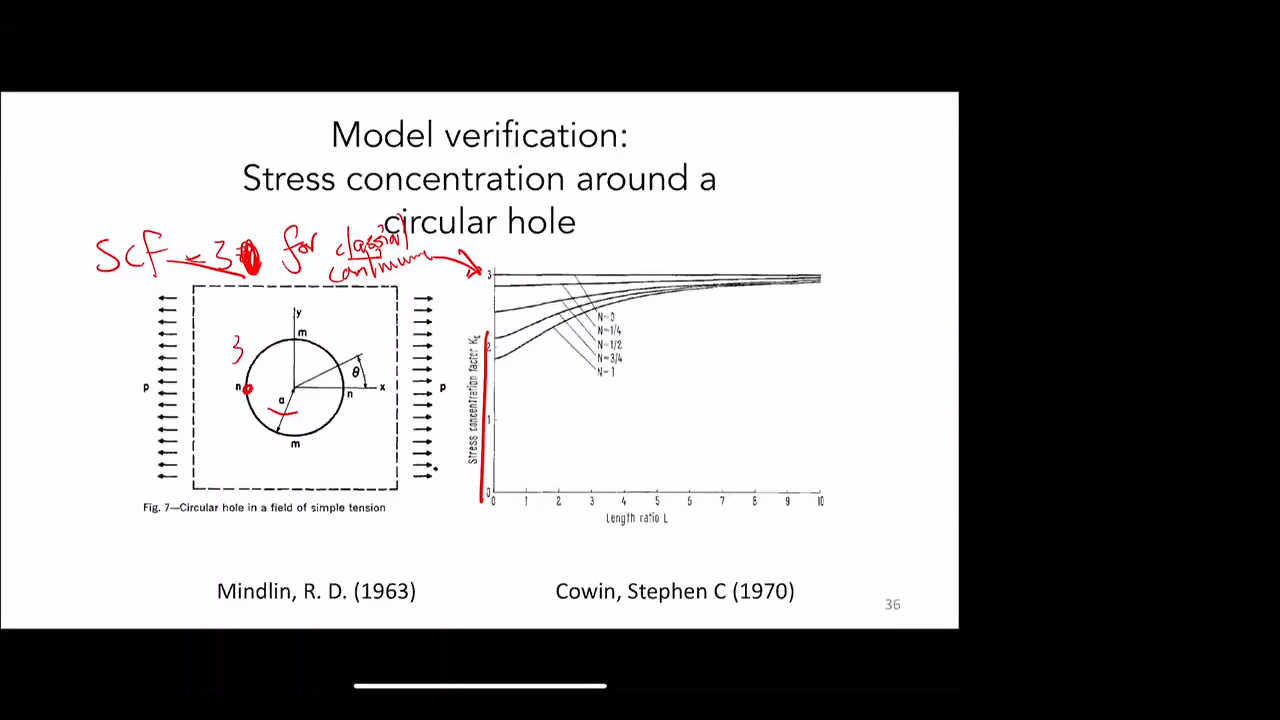 Model verification:
Stress concentration around a
circular hole
SCF = 3 for classical
continuum
3
y
m
θ
n
n
x
a
m
p
p
Fig. 7—Circular hole in a field of simple tension
Stress concentration factor Kc
3
2
1
0
N=0
N=1/4
N=1/2
N=3/4
N=1
0 1 2 3 4 5 6 7 8 9 10
Length ratio L
Mindlin, R. D. (1963)
Cowin, Stephen C (1970)
36